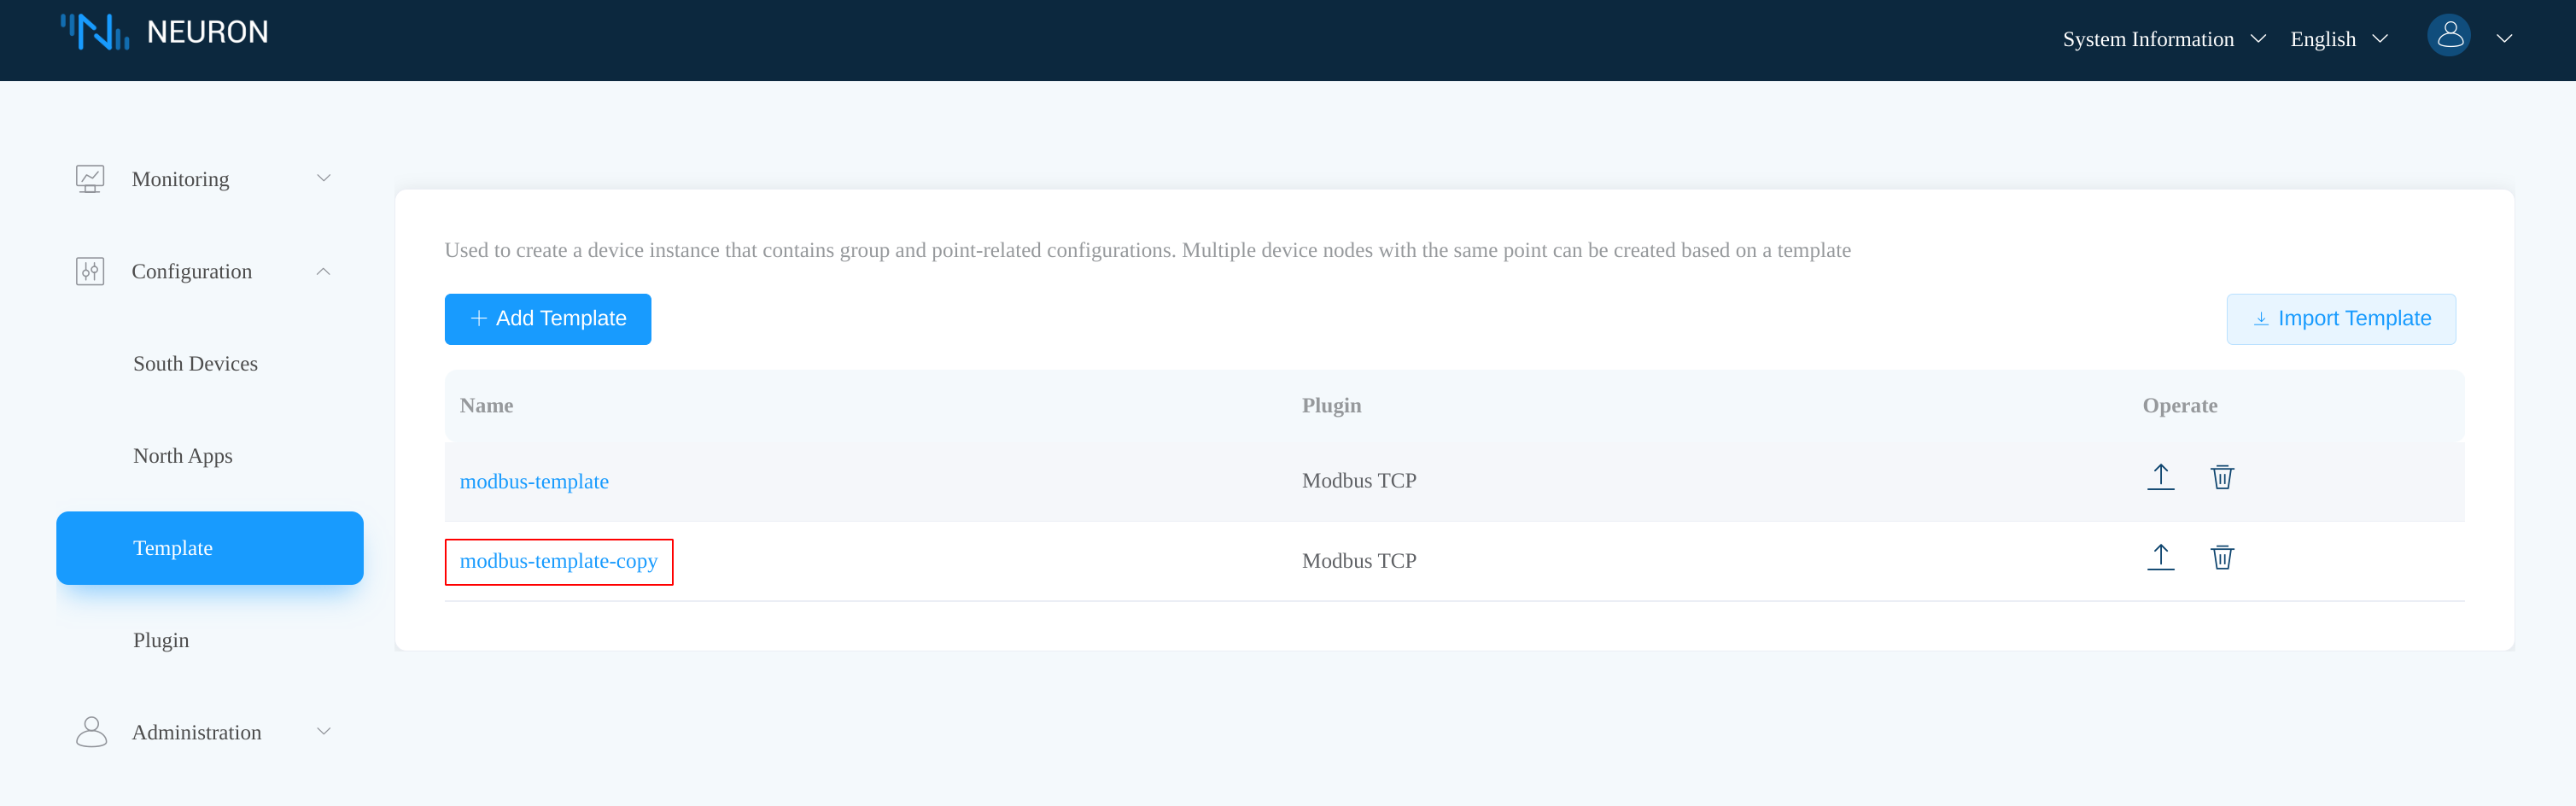 NEURON
System Information
English
Monitoring
Configuration
South Devices
North Apps
Template
Plugin
Administration
Used to create a device instance that contains group and point-related configurations. Multiple device nodes with the same point can be created based on a template
Add Template
Import Template
Name Plugin Operate
modbus-template Modbus TCP
modbus-template-copy Modbus TCP